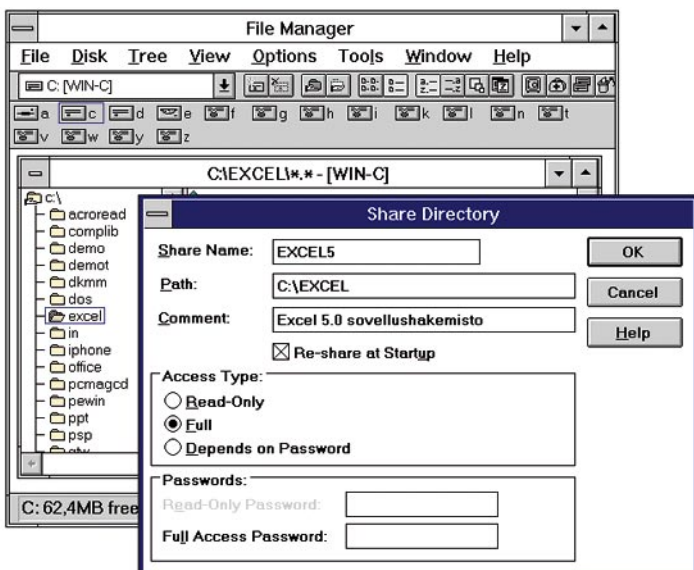 File Manager
File Disk Tree View Options Tools Window Help
C: [WIN-C]
a c d e f g h i k l n t
v w y z
C:\EXCEL\*.* - [WIN-C]
C:\
acroread
complib
demo
demot
dkmm
dos
excel
in
iphone
office
pcmagcd
pewin
ppt
psp
C: 62,4MB free
Share Directory
Share Name: EXCEL5
Path: C:\EXCEL
Comment: Excel 5.0 sovellushakemisto
Re-share at Startup
Access Type:
Read-Only
Full
Depends on Password
Passwords:
Read-Only Password:
Full Access Password:
OK
Cancel
Help